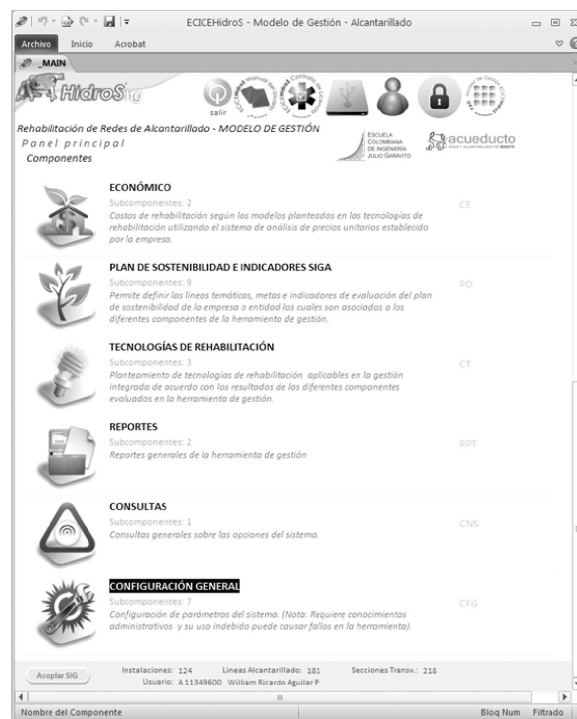 ECICEHidroS - Modelo de Gestión - Alcantarillado
Archivo Inicio Acrobat
_MAIN
HidroSig
salir
Rehabilitación de Redes de Alcantarillado - MODELO DE GESTIÓN
Panel principal
Componentes
ESCUELA
COLOMBIANA
DE INGENIERÍA
JULIO GARAVITO
acueducto
AGUA Y ALCANTARILLADO DE BOGOTÁ
ECONÓMICO
Subcomponentes: 2
CE
Costos de rehabilitación según los modelos planteados en las tecnologías de
rehabilitación utilizando el sistema de análisis de precios unitarios establecido
por la empresa.
PLAN DE SOSTENIBILIDAD E INDICADORES SIGA
Subcomponentes: 9
PD
Permite definir las líneas temáticas, metas e indicadores de evaluación del plan
de sostenibilidad de la empresa o entidad los cuales son asociados a los
diferentes componentes de la herramienta de gestión.
TECNOLOGÍAS DE REHABILITACIÓN
Subcomponentes: 3
CT
Planteamiento de tecnologías de rehabilitación aplicables en la gestión
integrada de acuerdo con los resultados de los diferentes componentes
evaluados en la herramienta de gestión.
REPORTES
Subcomponentes: 2
RPT
Reportes generales de la herramienta de gestión
CONSULTAS
Subcomponentes: 1
CNS
Consultas generales sobre las opciones del sistema.
CONFIGURACIÓN GENERAL
Subcomponentes: 7
CFG
Configuración de parámetros del sistema. (Nota: Requiere conocimientos
administrativos y su uso indebido puede causar fallos en la herramienta).
Acoplar SIG
Instalaciones: 124 Lineas Alcantarillado: 181 Secciones Transv.: 218
Usuario: A11349600 William Ricardo Aguilar P
Nombre del Componente Bloq Num Filtrado